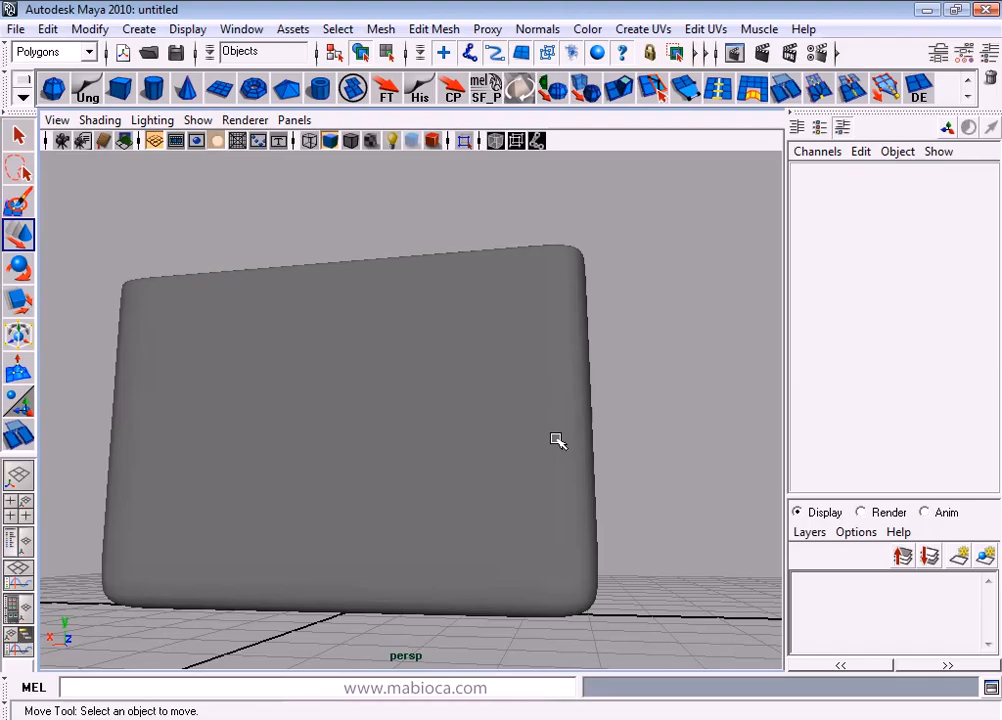 Autodesk Maya 2010: untitled
File Edit Modify Create Display Window Assets Select Mesh Edit Mesh Proxy Normals Color Create UVs Edit UVs Muscle Help
Polygons Objects
Ung FT His CP mel SF_P DE
View Shading Lighting Show Renderer Panels
Channels Edit Object Show
Display Render Anim
Layers Options Help
y
x z
persp
<< >>
MEL www.mabioca.com
Move Tool: Select an object to move.